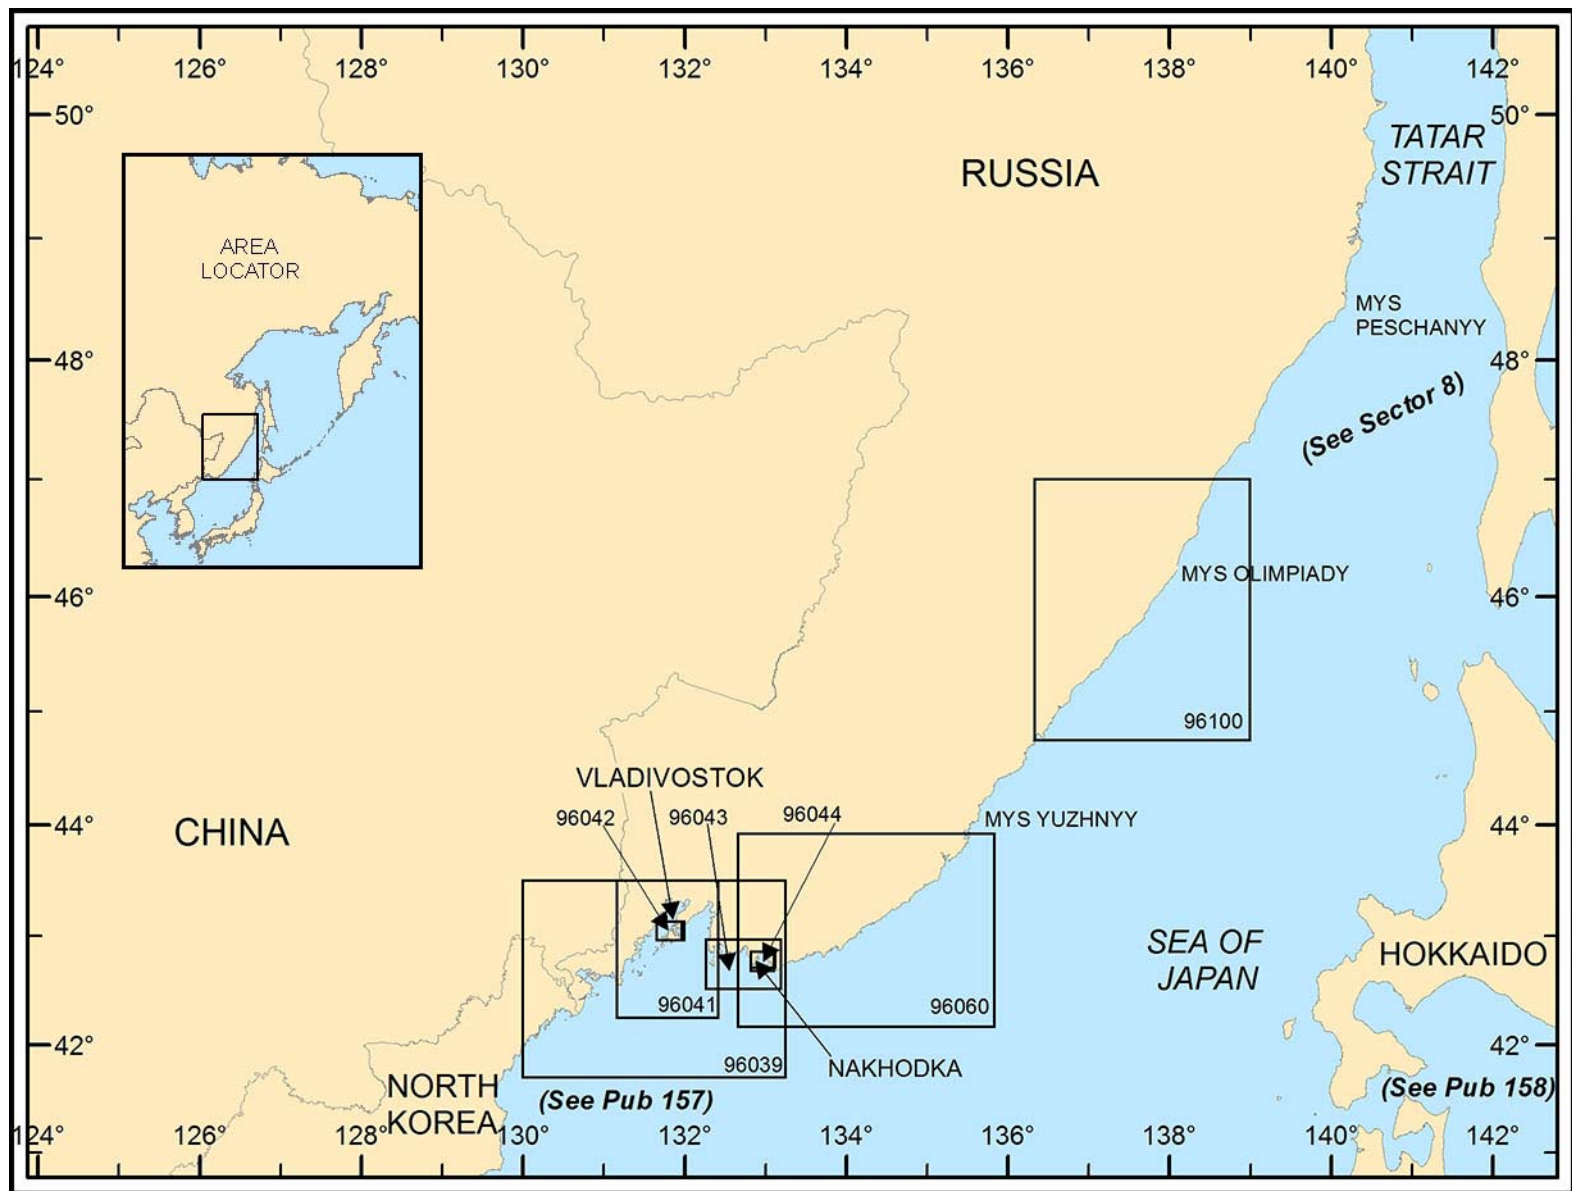 124° 126° 128° 130° 132° 134° 136° 138° 140° 142°
50° 50°
TATAR
STRAIT
RUSSIA
AREA
LOCATOR
MYS
PESCHANYY
48° 48°
(See Sector 8)
MYS OLIMPIADY
46° 46°
96100
VLADIVOSTOK
96042 96043 96044
MYS YUZHNYY
CHINA
44° 44°
SEA OF
JAPAN
HOKKAIDO
96041
96060
42° 42°
96039
NAKHODKA
NORTH
KOREA
(See Pub 157)
(See Pub 158)
124° 126° 128° 130° 132° 134° 136° 138° 140° 142°